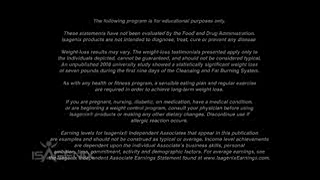 The following program is for educational purposes only.
These statements have not been evaluated by the Food and Drug Administration.
Isagenix products are not intended to diagnose, treat, cure or prevent any disease
Weight-loss results may vary. The weight-loss testimonials presented apply only to
the individuals depicted, cannot be guaranteed, and should not be considered typical.
An unpublished 2008 university study showed a statistically significant weight loss
of seven pounds during the first nine days of the Cleansing and Fat Burning System.
As with any health or fitness program, a sensible eating plan and regular exercise
are required in order to achieve long-term weight loss.
If you are pregnant, nursing, diabetic, on medication, have a medical condition,
or are beginning a weight control program, consult your physician before using
Isagenix® products or making any other dietary changes. Discontinue use if
allergic reaction occurs.
Earning levels for Isagenix® Independent Associates that appear in this publication
are examples and should not be construed as typical or average. Income level achievements
are dependent upon the individual Associate's business skills, personal
ambition, time, commitment, activity and demographic factors. For average earnings, see
the Isagenix Independent Associate Earnings Statement found at www.IsagenixEarnings.com.